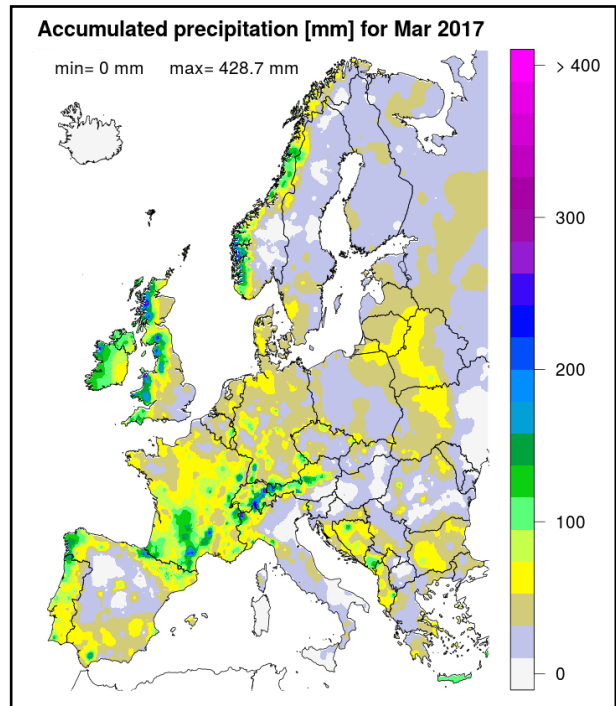 Accumulated precipitation [mm] for Mar 2017
min= 0 mm max= 428.7 mm
> 400
300
200
100
0